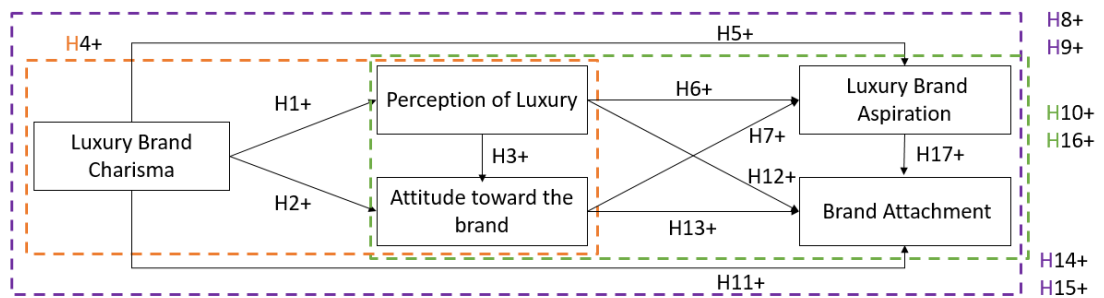 H8+
H5+
H4+
H9+
H6+
Perception of Luxury
Luxury Brand
Aspiration
H1+
H10+
H7+
H16+
Luxury Brand
Charisma
H3+
H17+
H12+
H2+
Attitude toward the
brand
Brand Attachment
H13+
H14+
H11+
H15+